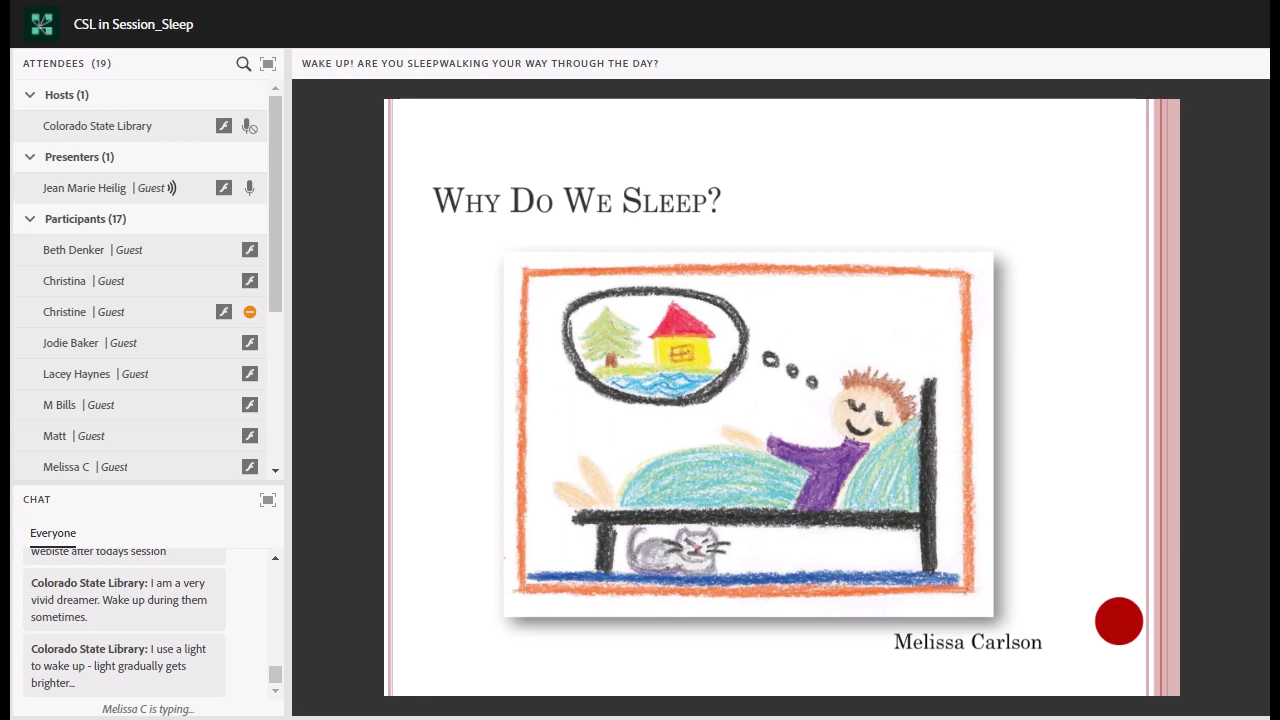 CSL in Session_Sleep
ATTENDEES (19)
Hosts (1)
Colorado State Library
Presenters (1)
Jean Marie Heilig | Guest
Participants (17)
Beth Denker | Guest
Christina | Guest
Christine | Guest
Jodie Baker | Guest
Lacey Haynes | Guest
M Bills | Guest
Matt | Guest
Melissa C | Guest
CHAT
Everyone
webiste after todays session
Colorado State Library: I am a very
vivid dreamer. Wake up during them
sometimes.
Colorado State Library: I use a light
to wake up - light gradually gets
brighter...
Melissa C is typing...
WAKE UP! ARE YOU SLEEPWALKING YOUR WAY THROUGH THE DAY?
WHY DO WE SLEEP?
Melissa Carlson